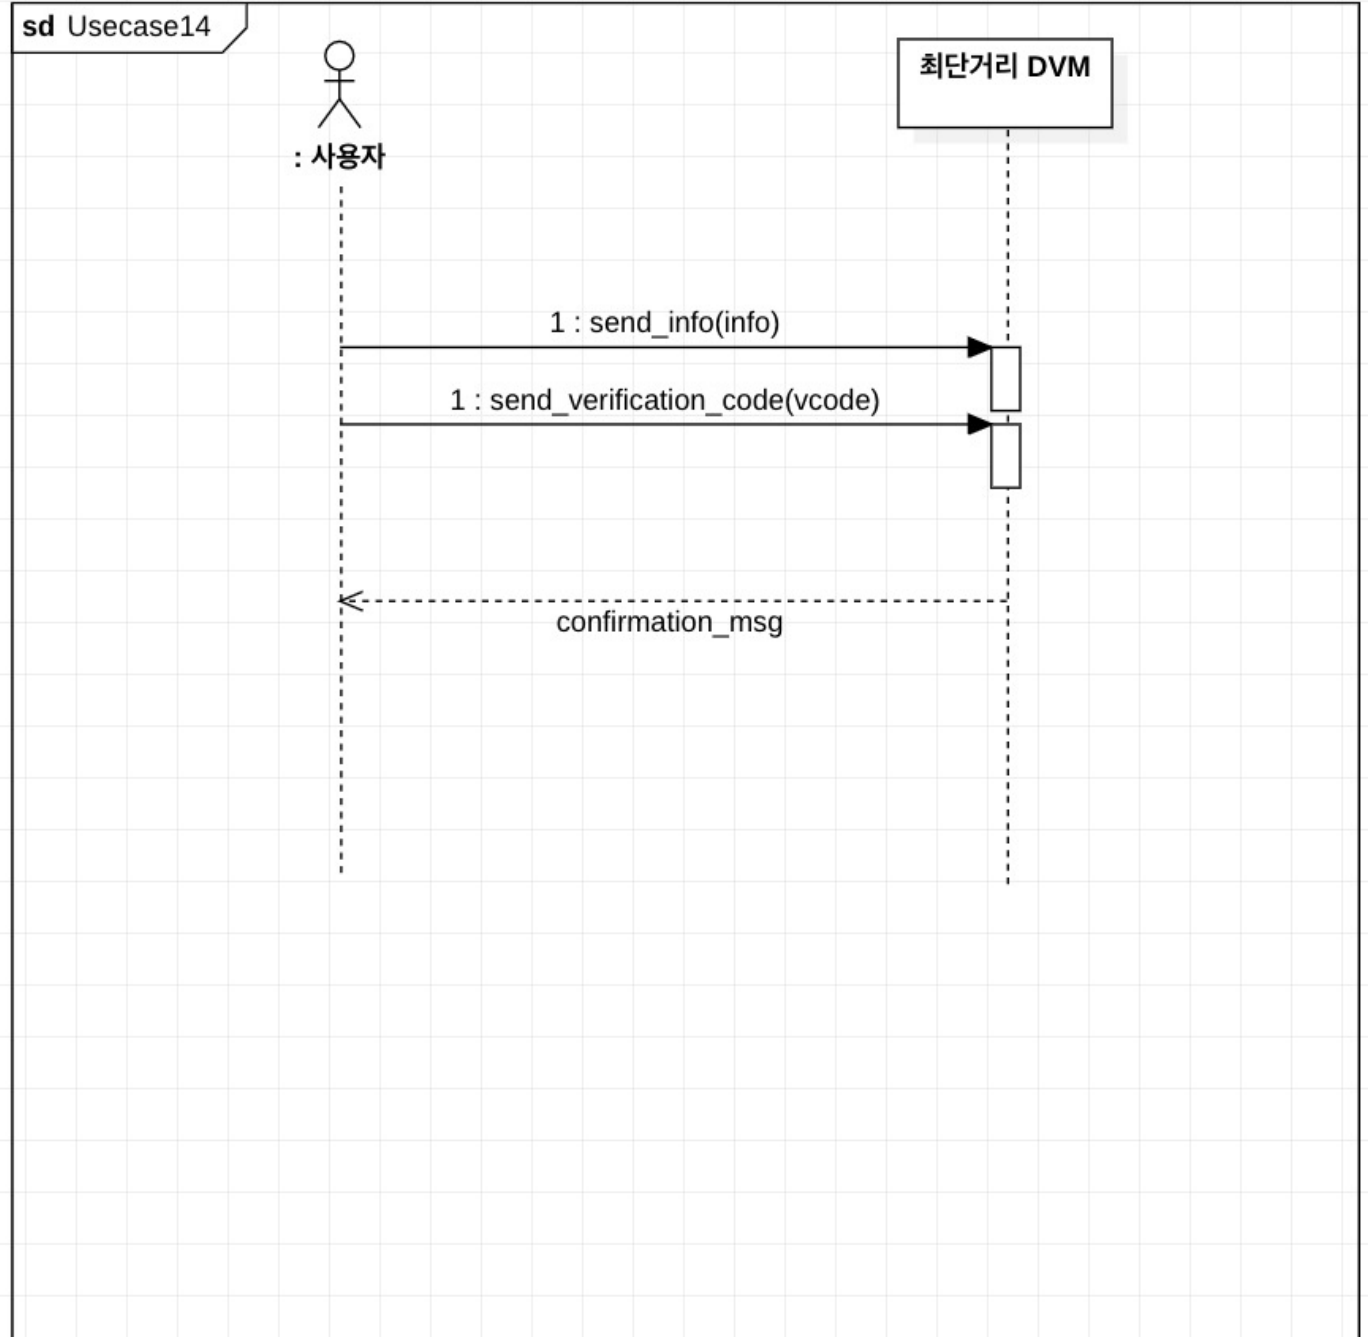 sd Usecase14
최단거리 DVM
: 사용자
1 : send_info(info)
1 : send_verification_code(vcode)
confirmation_msg